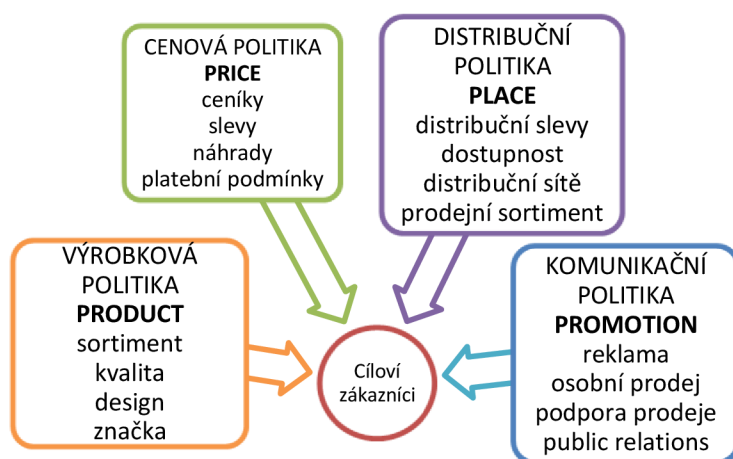 CENOVÁ POLITIKA
PRICE
ceníky
slevy
náhrady
platební podmínky
DISTRIBUČNÍ
POLITIKA
PLACE
distribuční slevy
dostupnost
distribuční sítě
prodejní sortiment
VÝROBKOVÁ
POLITIKA
PRODUCT
sortiment
kvalita
design
značka
Cíloví
zákazníci
KOMUNIKAČNÍ
POLITIKA
PROMOTION
reklama
osobní prodej
podpora prodeje
public relations